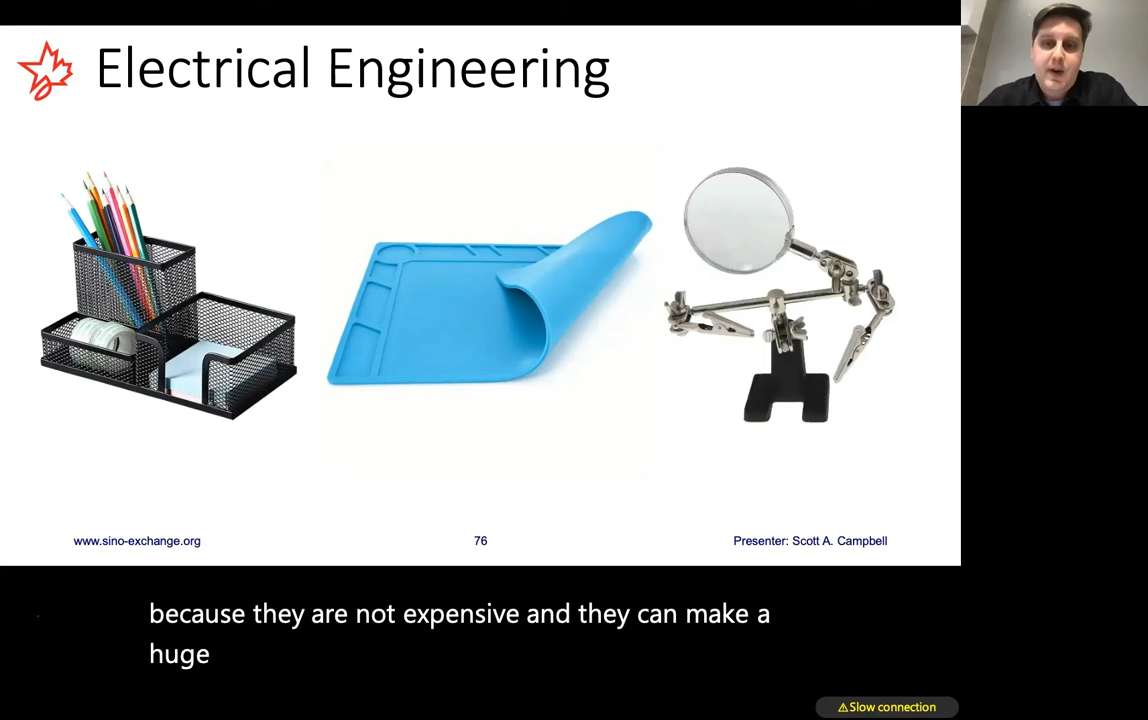 Electrical Engineering
www.sino-exchange.org
76
Presenter: Scott A. Campbell
because they are not expensive and they can make a
huge
⚠Slow connection